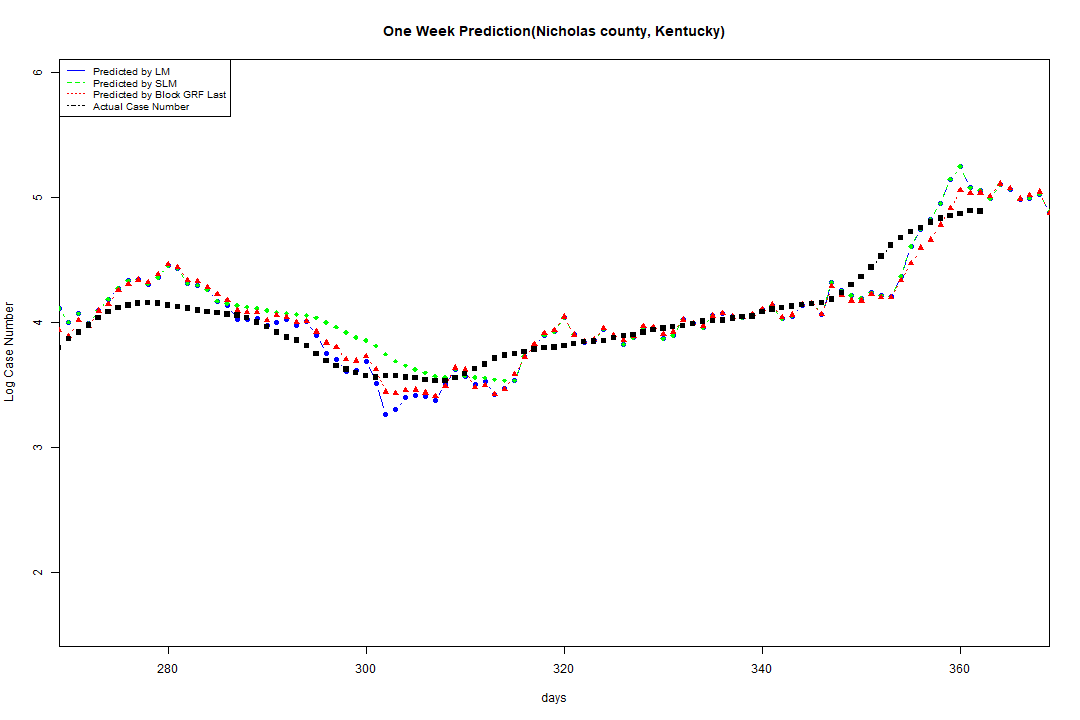 One Week Prediction(Nicholas county, Kentucky)
Predicted by LM
Predicted by SLM
Predicted by Block GRF Last
Actual Case Number
6
5
4
3
2
Log Case Number
280 300 320 340 360
days